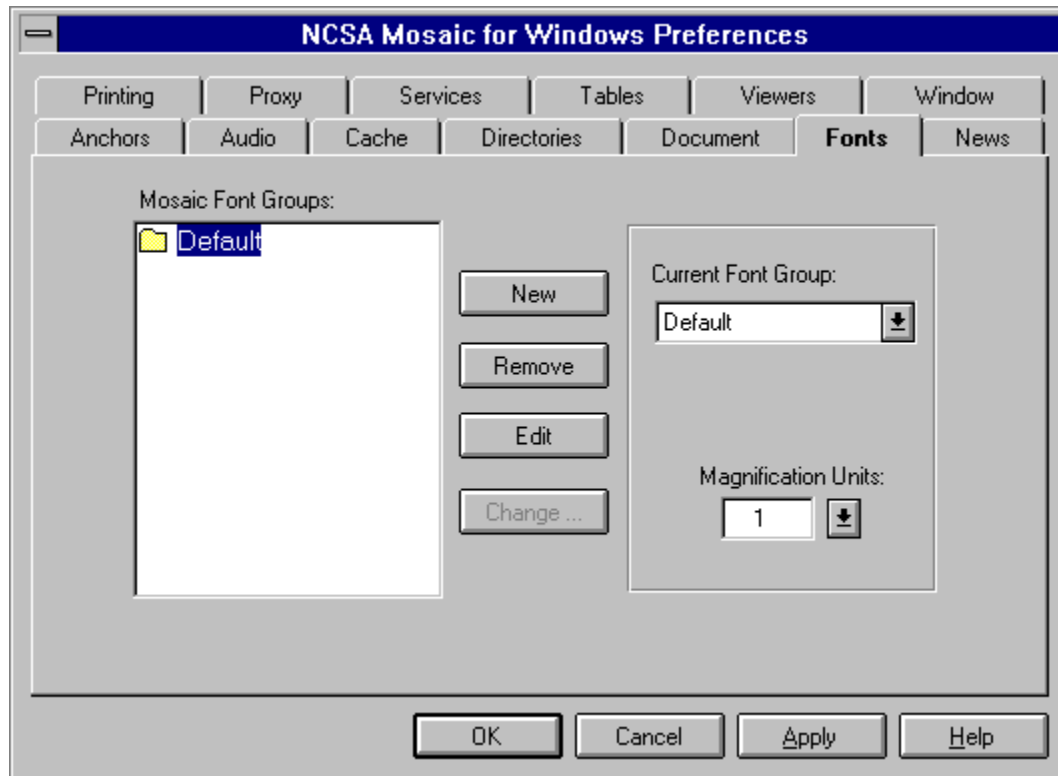 NCSA Mosaic for Windows Preferences
Printing Proxy Services Tables Viewers Window
Anchors Audio Cache Directories Document Fonts News
Mosaic Font Groups:
Default
New
Remove
Edit
Change ...
Current Font Group:
Default
Magnification Units:
1
OK Cancel Apply Help